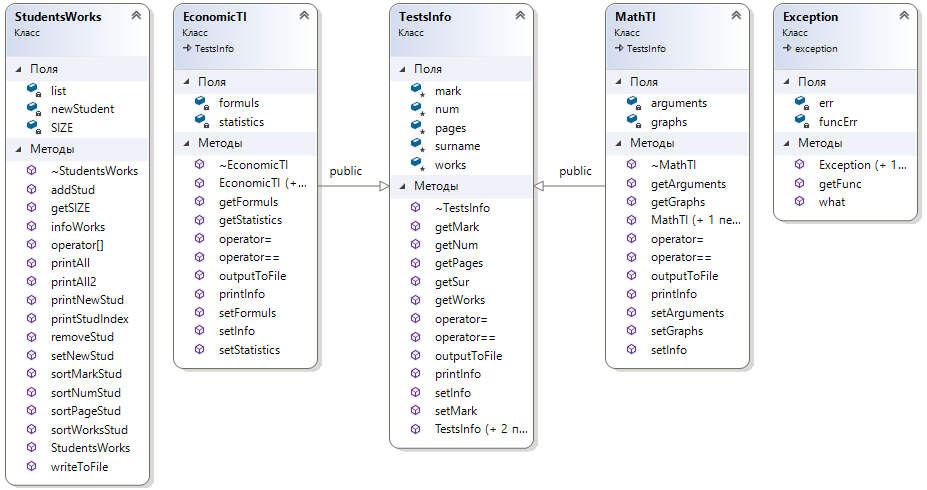 StudentsWorks
Класс
Поля
list
newStudent
SIZE
Методы
~StudentsWorks
addStud
getSIZE
infoWorks
operator[]
printAll
printAll2
printNewStud
printStudIndex
removeStud
setNewStud
sortMarkStud
sortNumStud
sortPageStud
sortWorksStud
StudentsWorks
writeToFile
EconomicTI
Класс
TestsInfo
Поля
formuls
statistics
Методы
~EconomicTI
EconomicTI (+...
getFormuls
getStatistics
operator=
operator==
outputToFile
printInfo
setFormuls
setInfo
setStatistics
public
TestsInfo
Класс
Поля
mark
num
pages
surname
works
Методы
~TestsInfo
getMark
getNum
getPages
getSur
getWorks
operator=
operator==
outputToFile
printInfo
setInfo
setMark
TestsInfo (+ 2 п...
public
MathTI
Класс
TestsInfo
Поля
arguments
graphs
Методы
~MathTI
getArguments
getGraphs
MathTI (+ 1 пе...
operator=
operator==
outputToFile
printInfo
setArguments
setGraphs
setInfo
Exception
Класс
exception
Поля
err
funcErr
Методы
Exception (+ 1...
getFunc
what